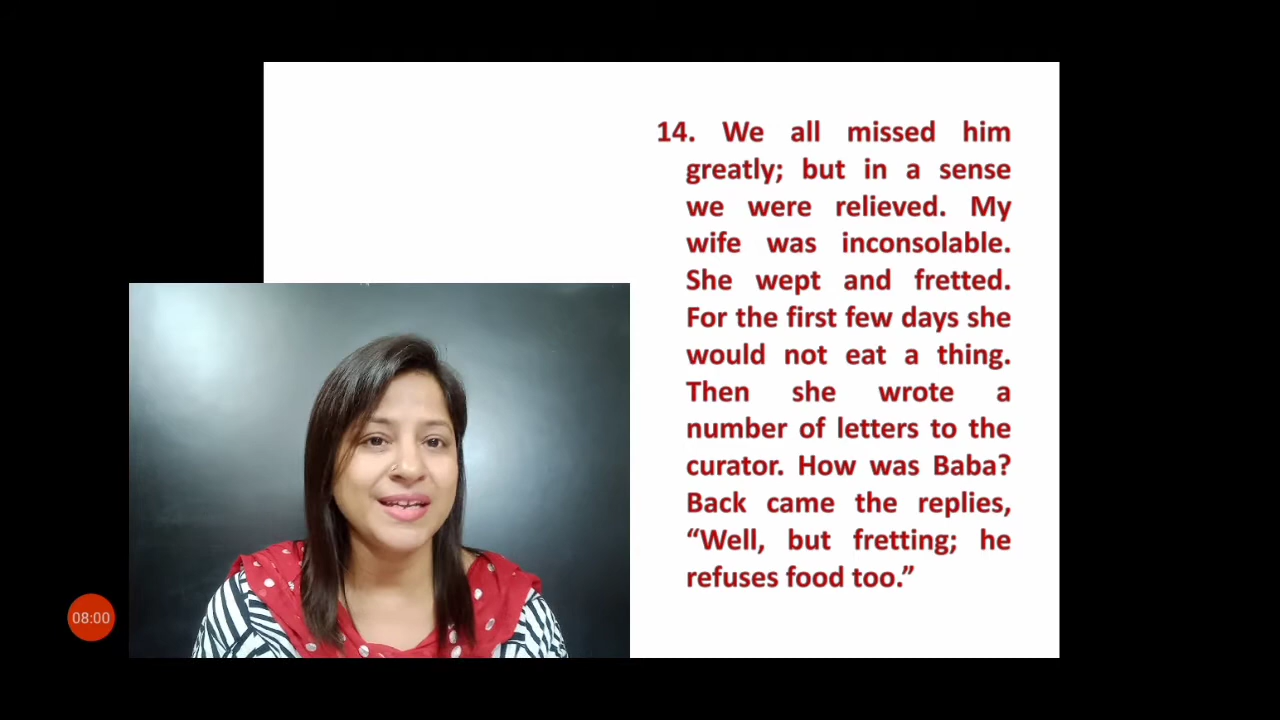 14. We all missed him
greatly; but in a sense
we were relieved. My
wife was inconsolable.
She wept and fretted.
For the first few days she
would not eat a thing.
Then she wrote a
number of letters to the
curator. How was Baba?
Back came the replies,
“Well, but fretting; he
refuses food too.”
08:00